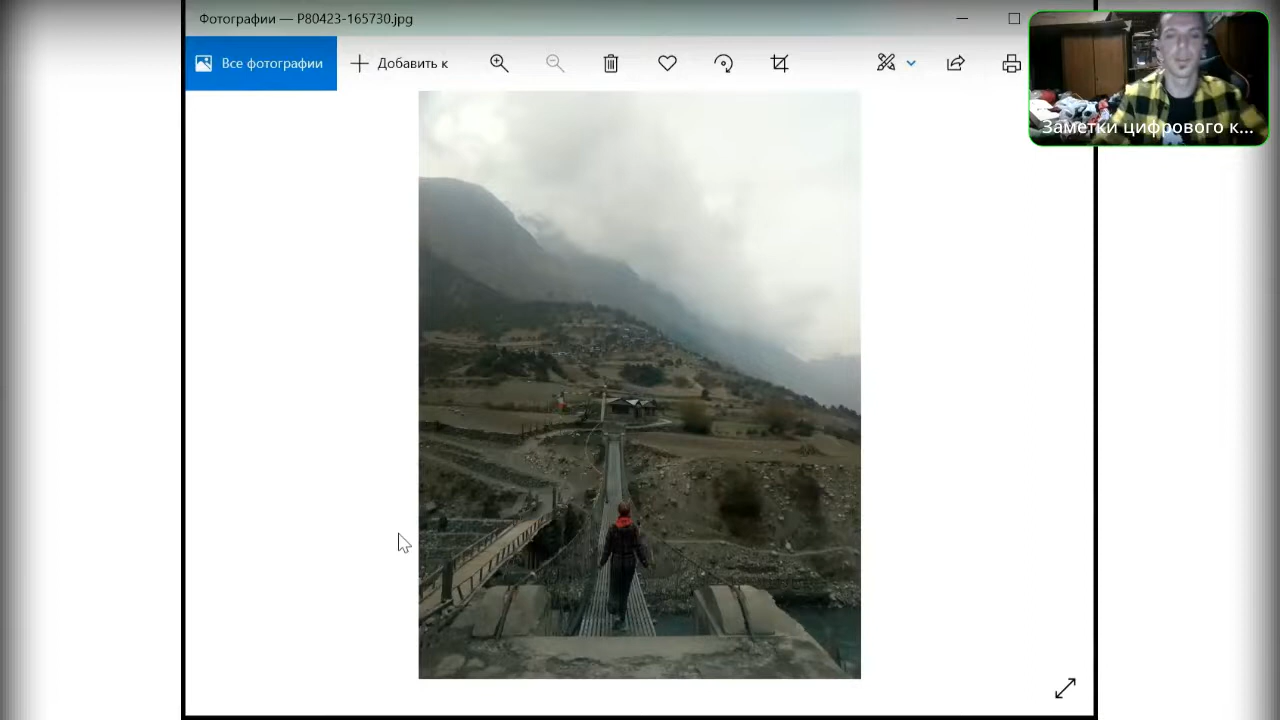 Фотографии — P80423-165730.jpg
Все фотографии
Добавить к
Заметки цифрового к...